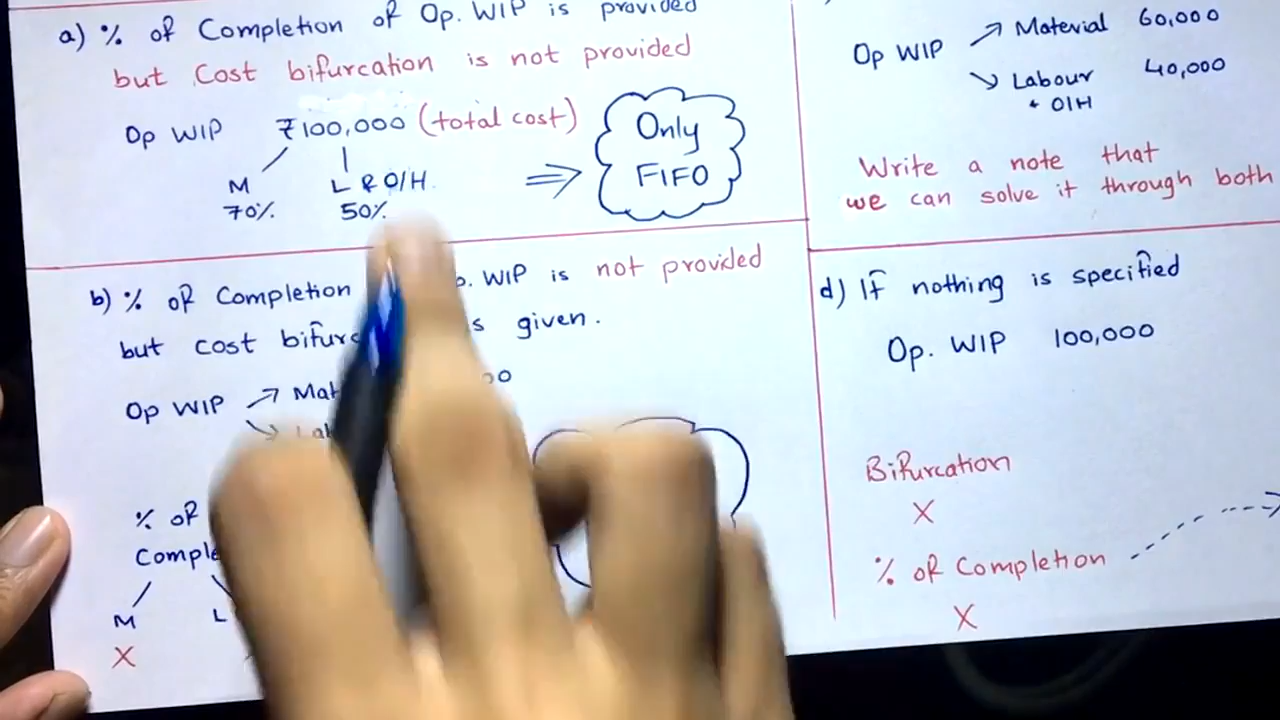 a) % of Completion of Op. WIP is provided
but Cost bifurcation is not provided
Op WIP ₹100,000 (total cost)
M L & O/H.
70% 50%
⇒ Only
FIFO
b) % of Completion WIP is not provided
but cost given.
Op WIP → Mat
% of
M L
X
Op WIP → Material 60,000
↘ Labour 40,000
+ O/H
Write a note that
we can solve it through both
d) If nothing is specified
Op. WIP 100,000
Bifurcation
X
% of Completion
X